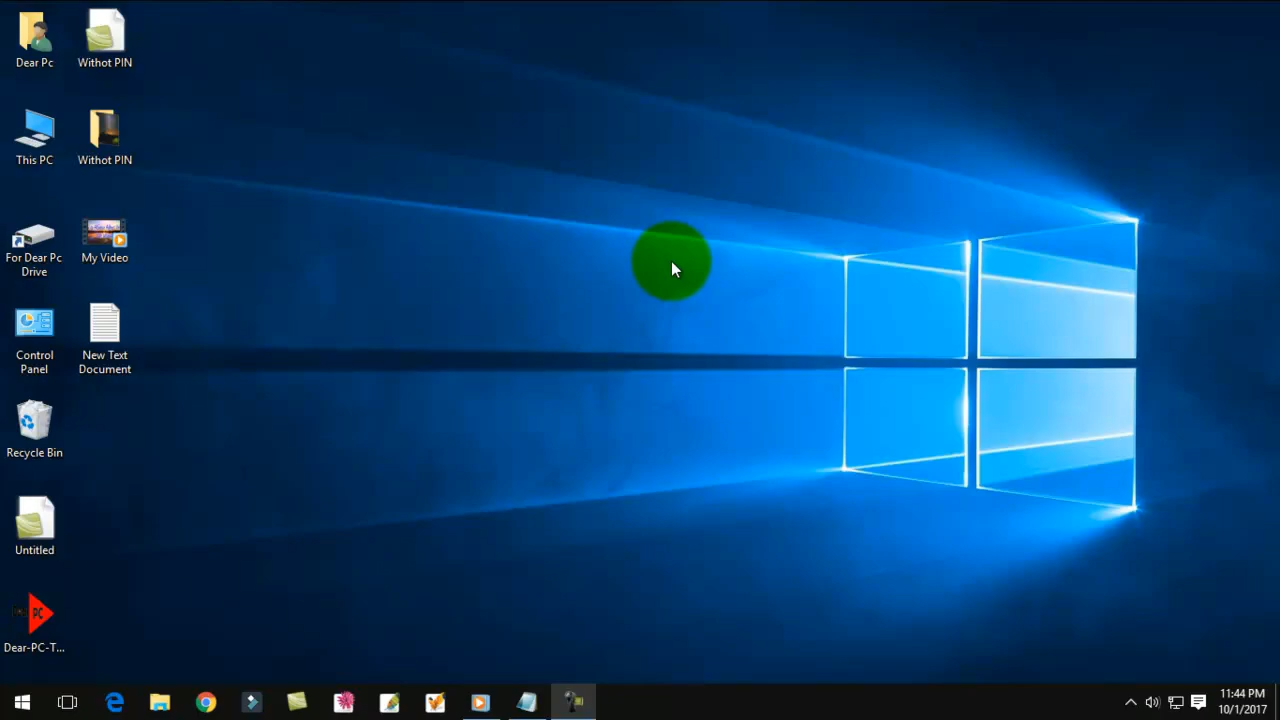 Dear Pc
Withot PIN
This PC
Withot PIN
For Dear Pc
Drive
My Video
Control
Panel
New Text
Document
Recycle Bin
Untitled
PC
Dear-PC-T...
11:44 PM
10/1/2017